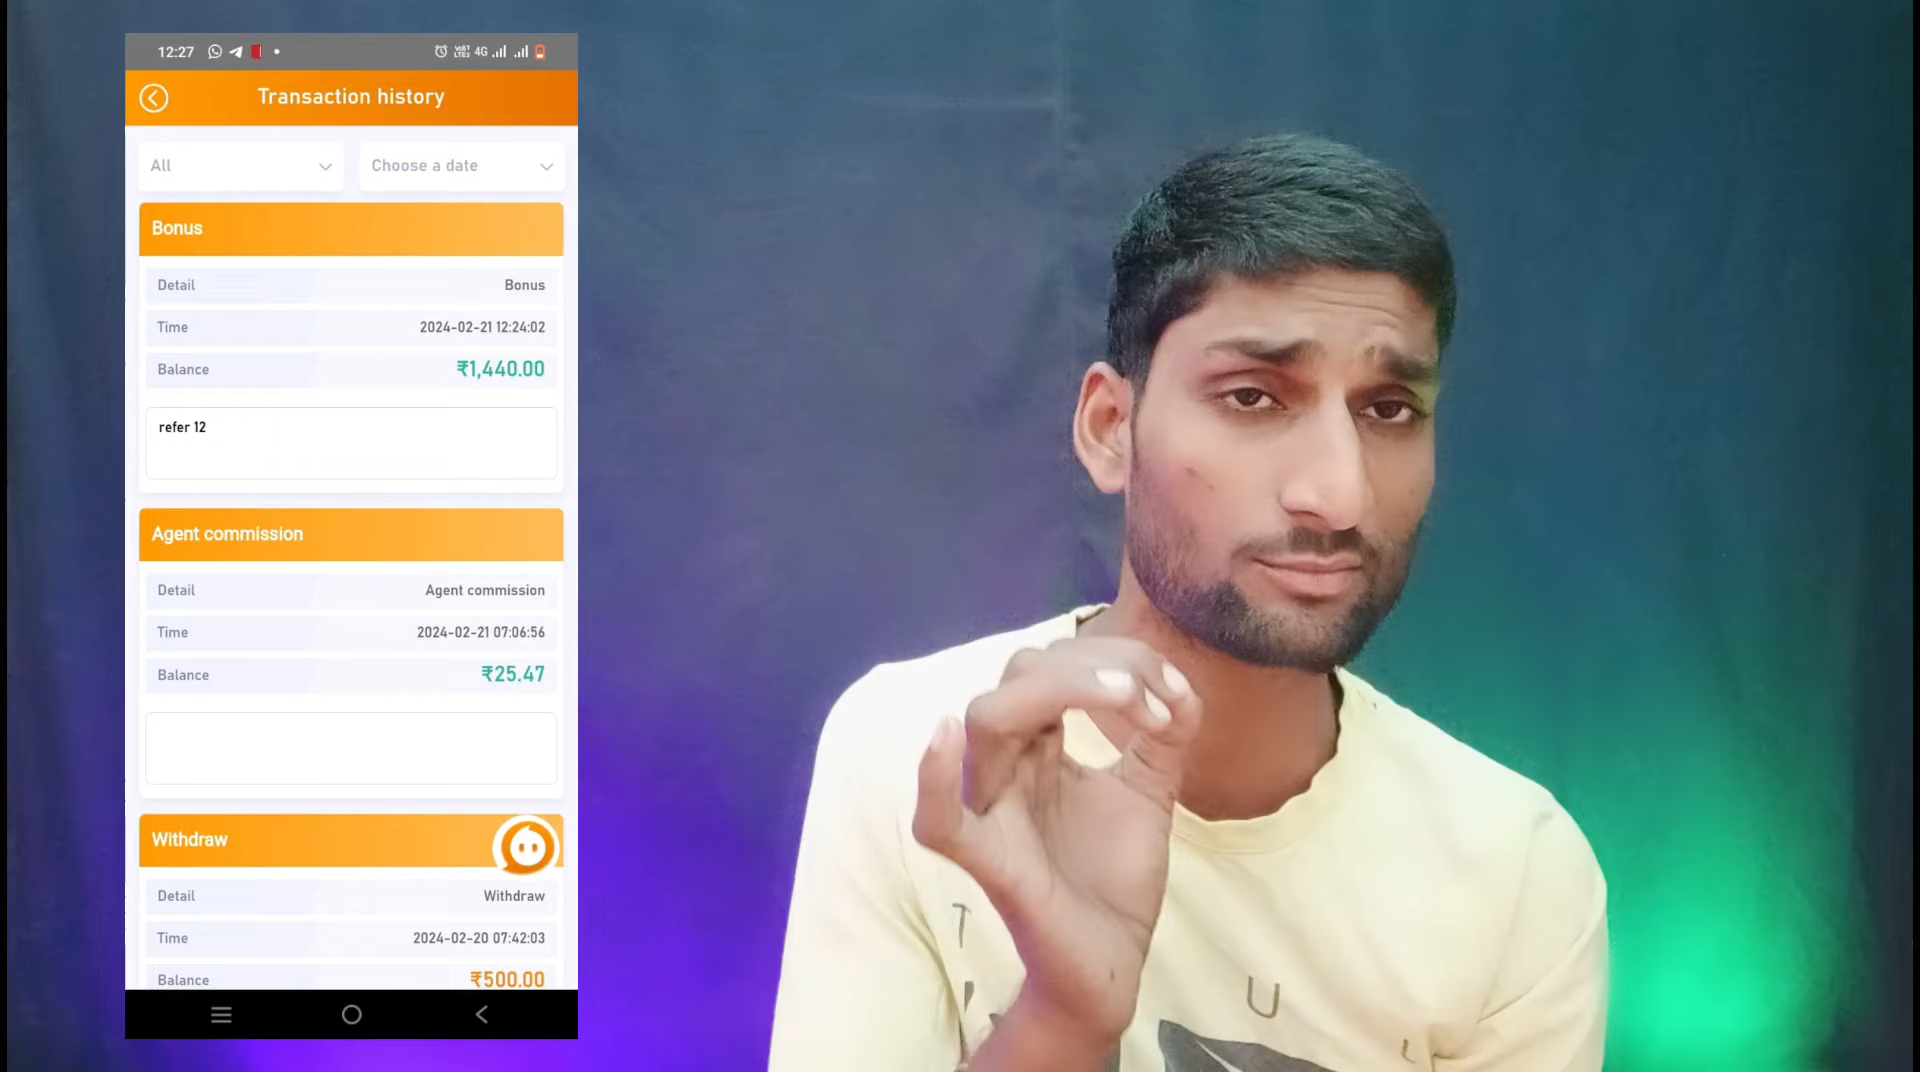 12:27
4G
Transaction history
All
Choose a date
Bonus
Detail Bonus
Time 2024-02-21 12:24:02
Balance ₹1,440.00
refer 12
Agent commission
Detail Agent commission
Time 2024-02-21 07:06:56
Balance ₹25.47
Withdraw
Detail Withdraw
Time 2024-02-20 07:42:03
Balance ₹500.00